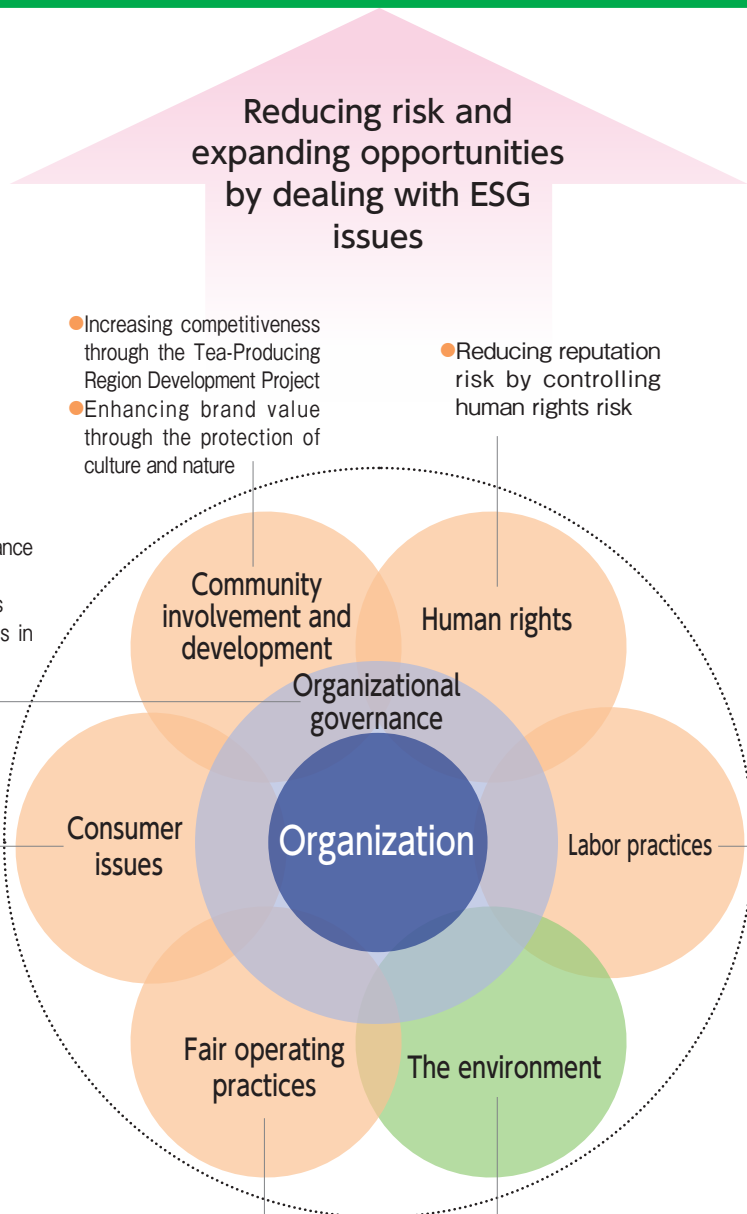 Reducing risk and
expanding opportunities
by dealing with ESG
issues
●Increasing competitiveness
through the Tea-Producing
Region Development Project
●Enhancing brand value
through the protection of
culture and nature
●Reducing reputation
risk by controlling
human rights risk
in
Community
involvement and
development
Human rights
Organizational
governance
Consumer
issues
Organization
Labor practices
Fair operating
practices
The environment